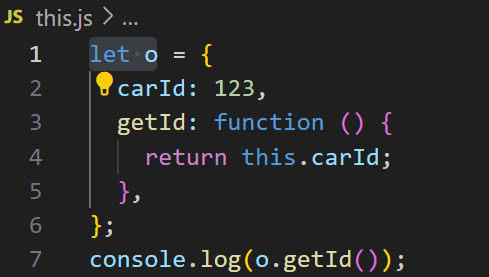 JS this.js > ...
1 let o = {
2 carId: 123,
3 getId: function () {
4 return this.carId;
5 },
6 };
7 console.log(o.getId());